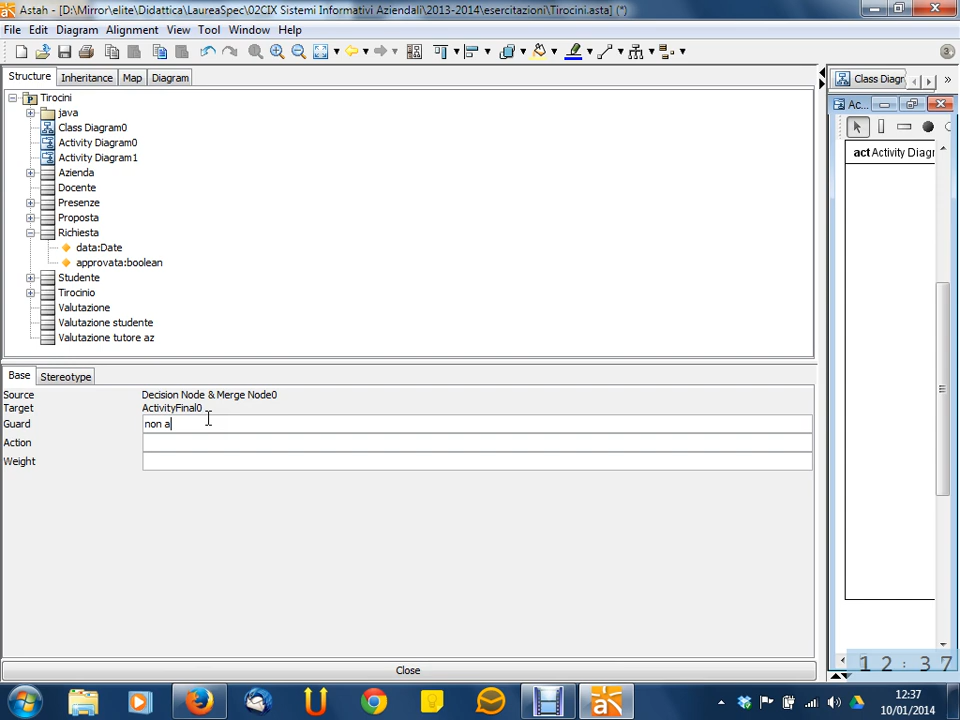 Astah - [D:\Mirror\elite\Didattica\LaureaSpec\02CIX Sistemi Informativi Aziendali\2013-2014\esercitazioni\Tirocini.asta] (*)
File Edit Diagram Alignment View Tool Window Help
3
Structure Inheritance Map Diagram
Class Diagr
Tirocini
Ac...
java
Class Diagram0
Activity Diagram0
act Activity Diagr
Activity Diagram1
Azienda
Docente
Presenze
Proposta
Richiesta
data:Date
approvata:boolean
Studente
Tirocinio
Valutazione
Valutazione studente
Valutazione tutore az
Base Stereotype
Source Decision Node & Merge Node0
Target ActivityFinal0
Guard non a
Action
Weight
Close
12:37
12:37
10/01/2014